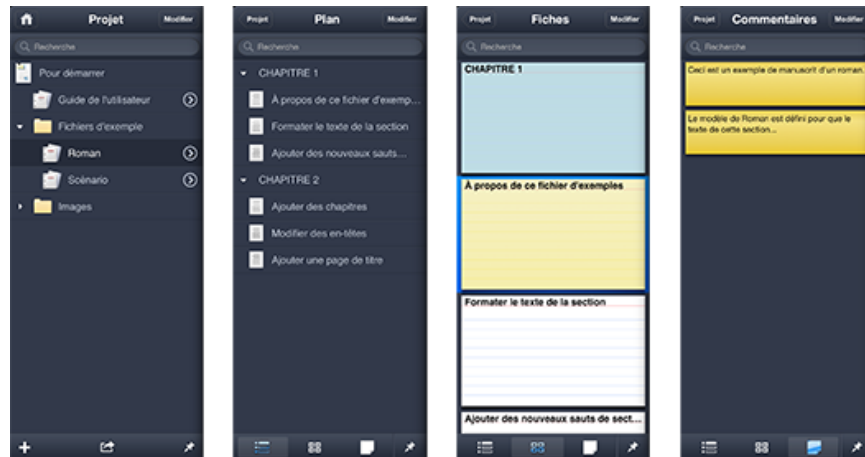 Projet
Modifier
Recherche
Pour démarrer
Guide de l'utilisateur
Fichiers d'exemple
Roman
Scénario
Images
Projet
Plan
Modifier
Recherche
CHAPITRE 1
À propos de ce fichier d'exemp...
Formater le texte de la section
Ajouter des nouveaux sauts...
CHAPITRE 2
Ajouter des chapitres
Modifier des en-têtes
Ajouter une page de titre
Projet
Fiches
Modifier
Recherche
CHAPITRE 1
À propos de ce fichier d'exemples
Formater le texte de la section
Ajouter des nouveaux sauts de sect...
Projet
Commentaires
Modifier
Recherche
Ceci est un exemple de manuscrit d'un roman.
Le modèle de Roman est défini pour que le
texte de cette section...